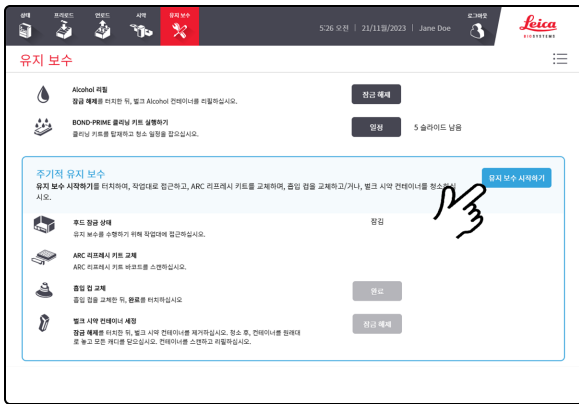 상태 프리로드 언로드 시약 유지 보수
5:26 오전 | 21/11월/2023 | Jane Doe
로그아웃
Leica
BIOSYSTEMS
유지 보수
Alcohol 리필
잠금 해제를 터치한 뒤, 벌크 Alcohol 컨테이너를 리필하십시오.
잠금 해제
BOND-PRIME 클리닝 키트 실행하기
클리닝 키트를 탑재하고 청소 일정을 잡으십시오.
일정
5 슬라이드 남음
주기적 유지 보수
유지 보수 시작하기를 터치하여, 작업대로 접근하고, ARC 리프레시 키트를 교체하며, 흡입 컵을 교체하고/거나, 벌크 시약 컨테이너를 청소하십
시오.
유지 보수 시작하기
후드 잠금 상태
유지 보수를 수행하기 위해 작업대에 접근하십시오.
잠김
ARC 리프레시 키트 교체
ARC 리프레시 키트 바코드를 스캔하십시오.
흡입 컵 교체
흡입 컵을 교체한 뒤, 완료를 터치하십시오
완료
벌크 시약 컨테이너 세정
잠금 해제를 터치한 뒤, 벌크 시약 컨테이너를 제거하십시오. 청소 후, 컨테이너를 원래대
로 놓고 모든 캐디를 닫으십시오. 컨테이너를 스캔하고 리필하십시오.
잠금 해제